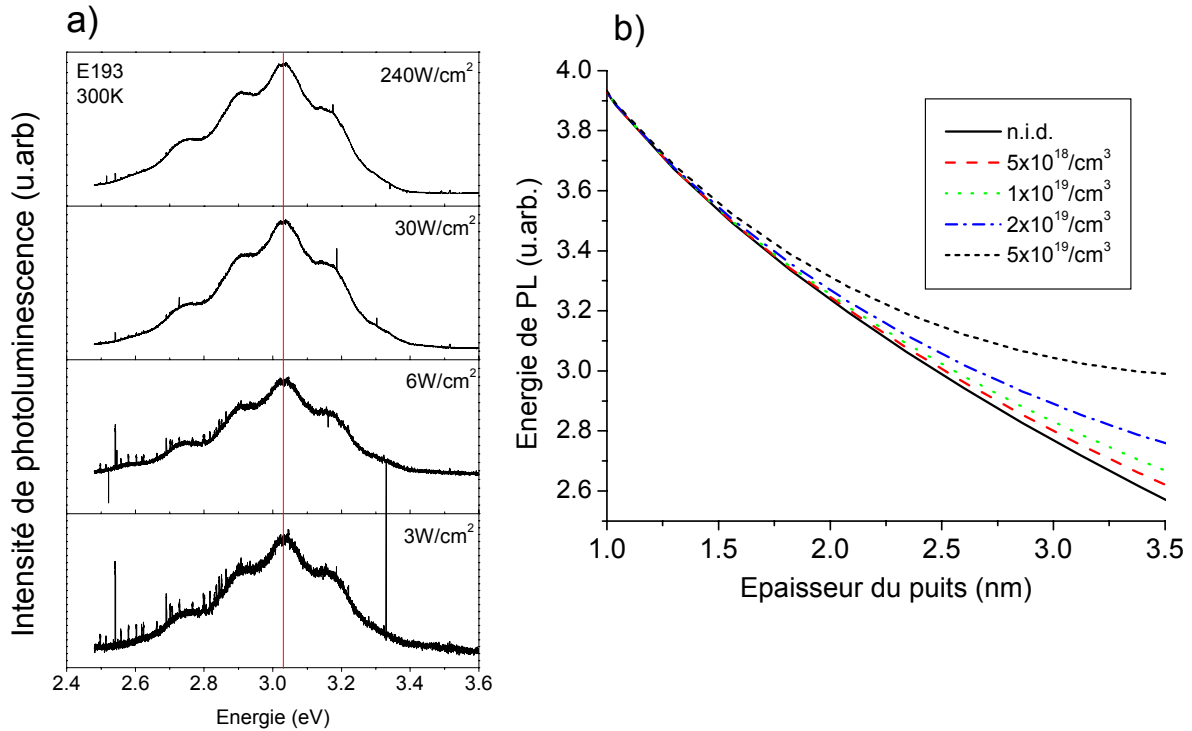 a)
E193
300K
240W/cm²
30W/cm²
6W/cm²
3W/cm²
Intensité de photoluminescence (u.arb)
2.4 2.6 2.8 3.0 3.2 3.4 3.6
Energie (eV)
b)
4.0
3.8
3.6
3.4
3.2
3.0
2.8
2.6
Energie de PL (u.arb.)
n.i.d.
5x10¹⁸/cm³
1x10¹⁹/cm³
2x10¹⁹/cm³
5x10¹⁹/cm³
1.0 1.5 2.0 2.5 3.0 3.5
Epaisseur du puits (nm)